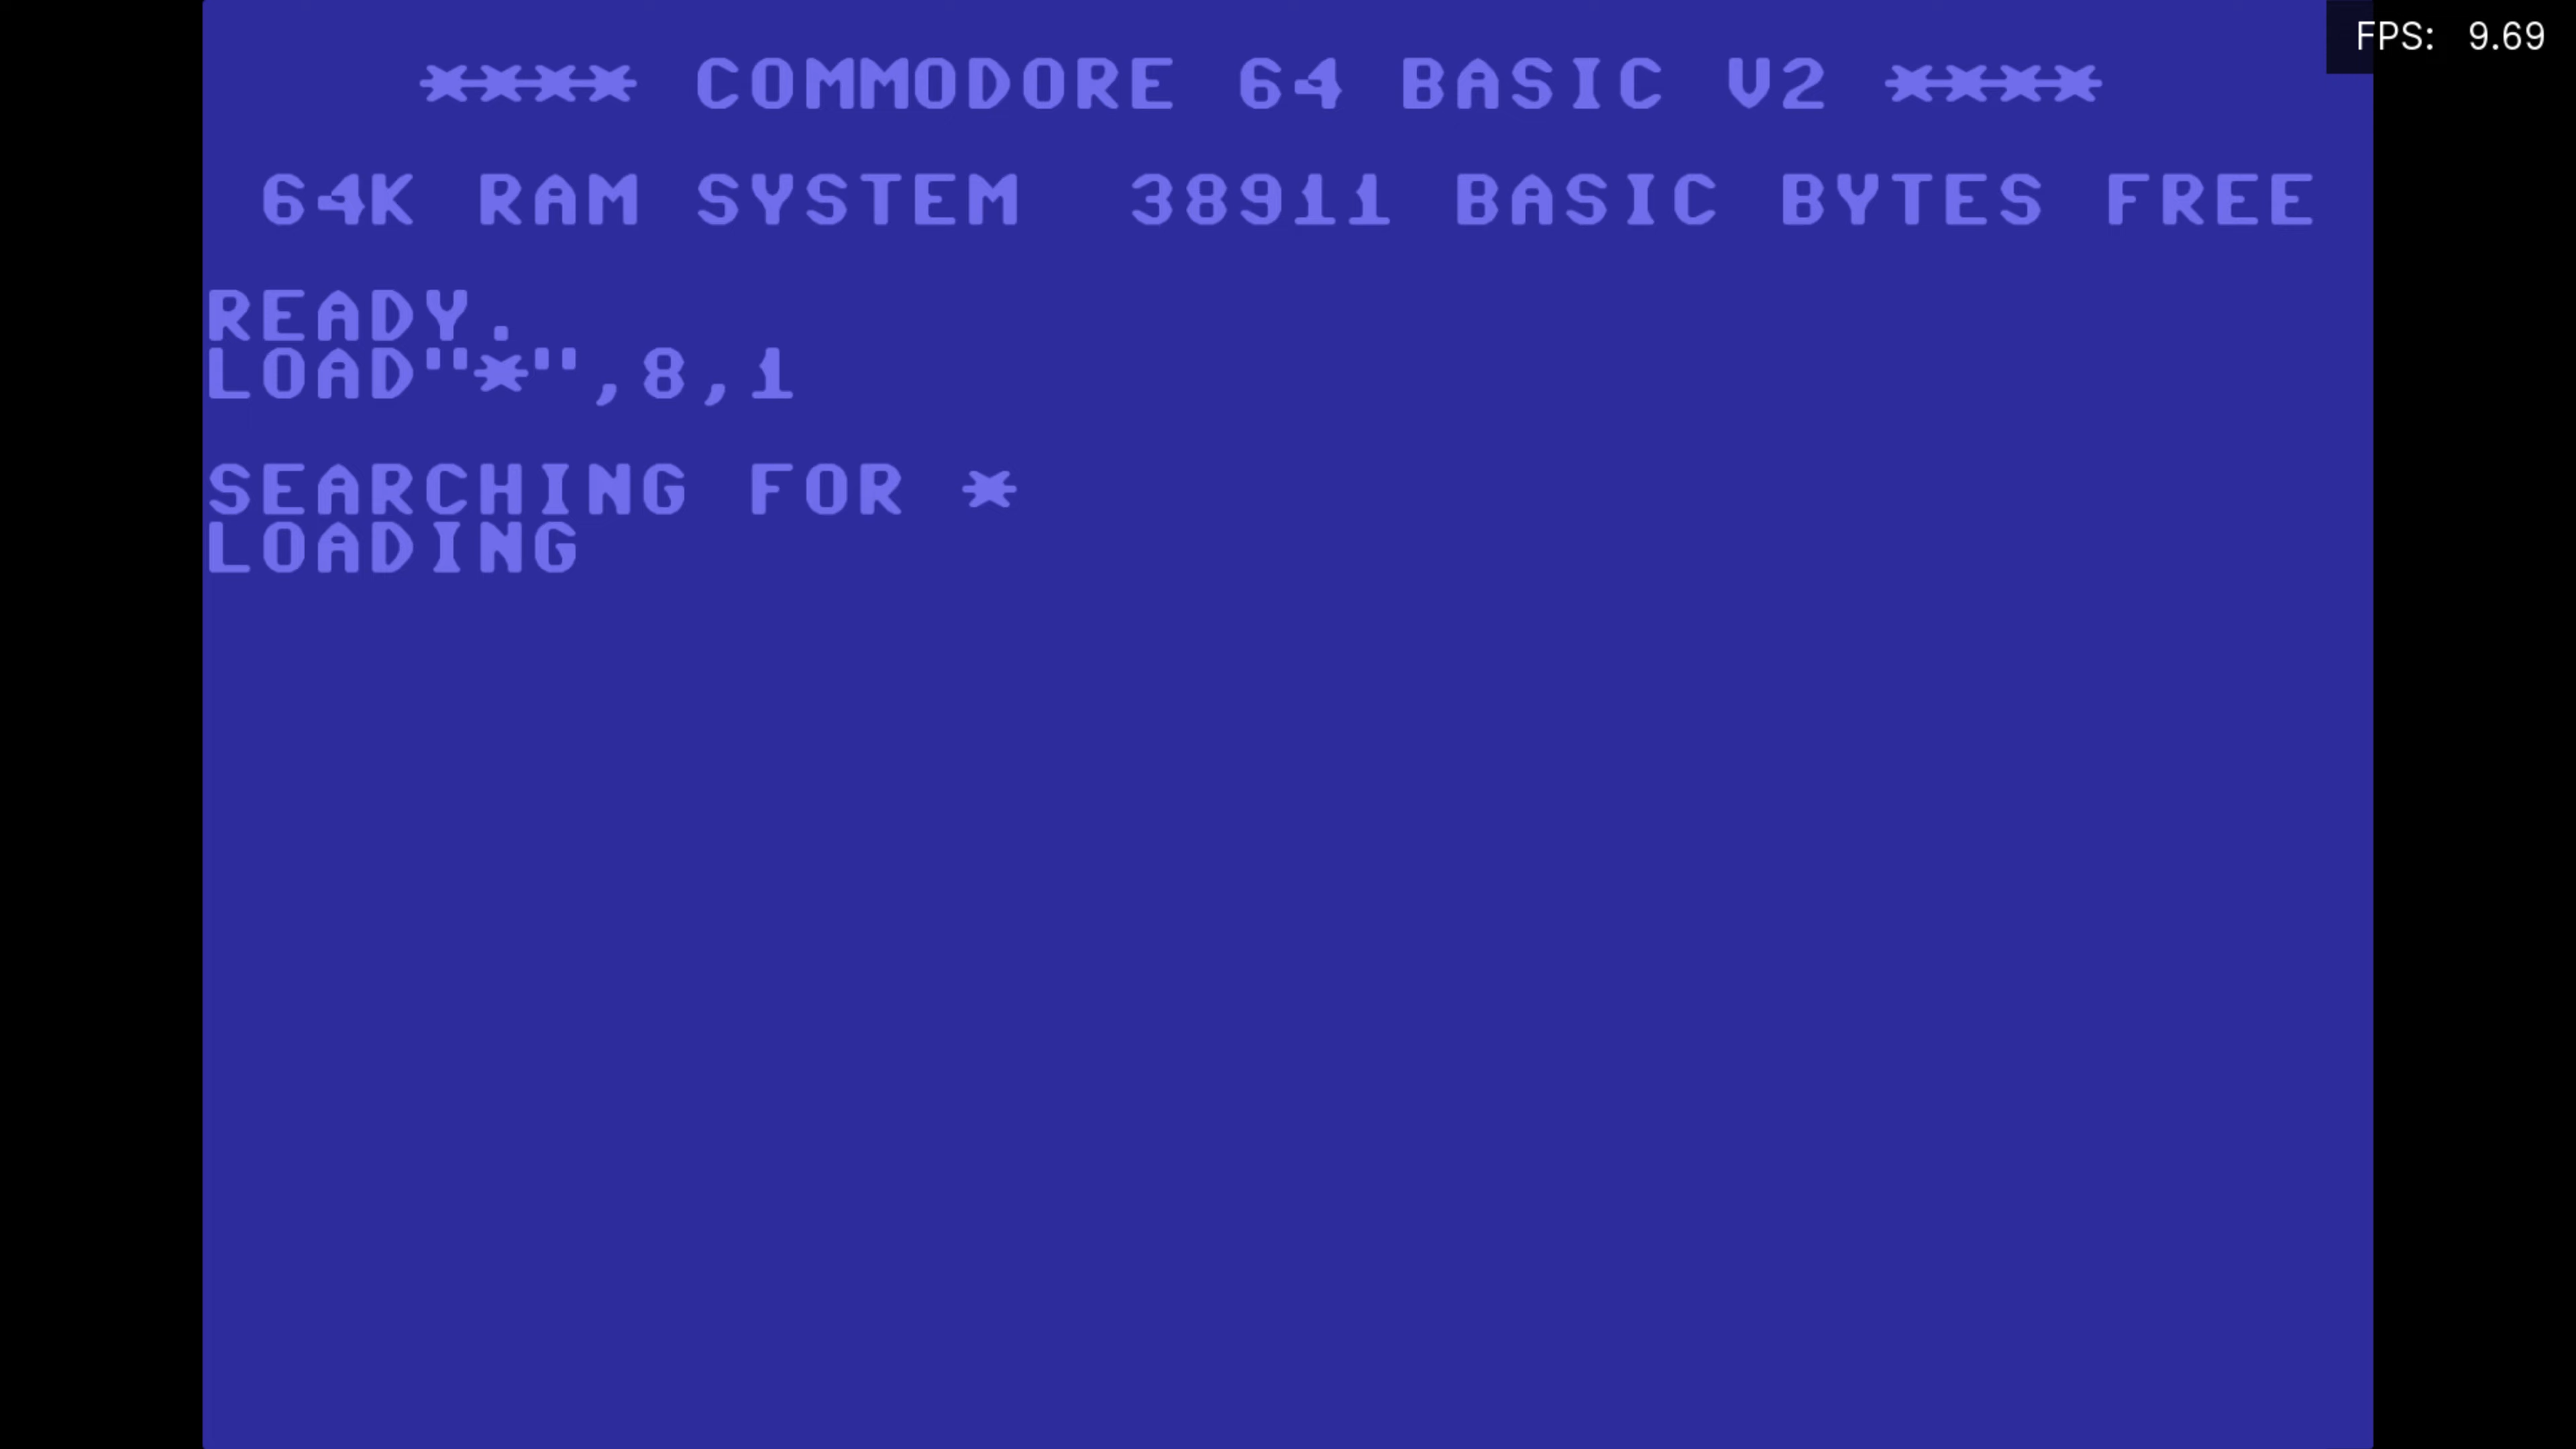 FPS: 9.69
**** COMMODORE 64 BASIC V2 ****
64K RAM SYSTEM  38911 BASIC BYTES FREE
READY.
LOAD"*",8,1
SEARCHING FOR *
LOADING